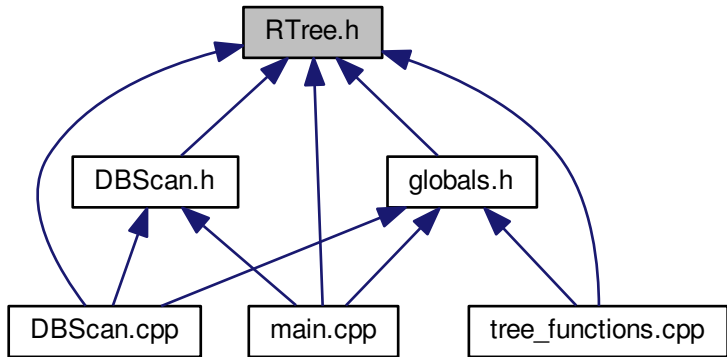 RTree.h
DBScan.h
globals.h
DBScan.cpp
main.cpp
tree_functions.cpp